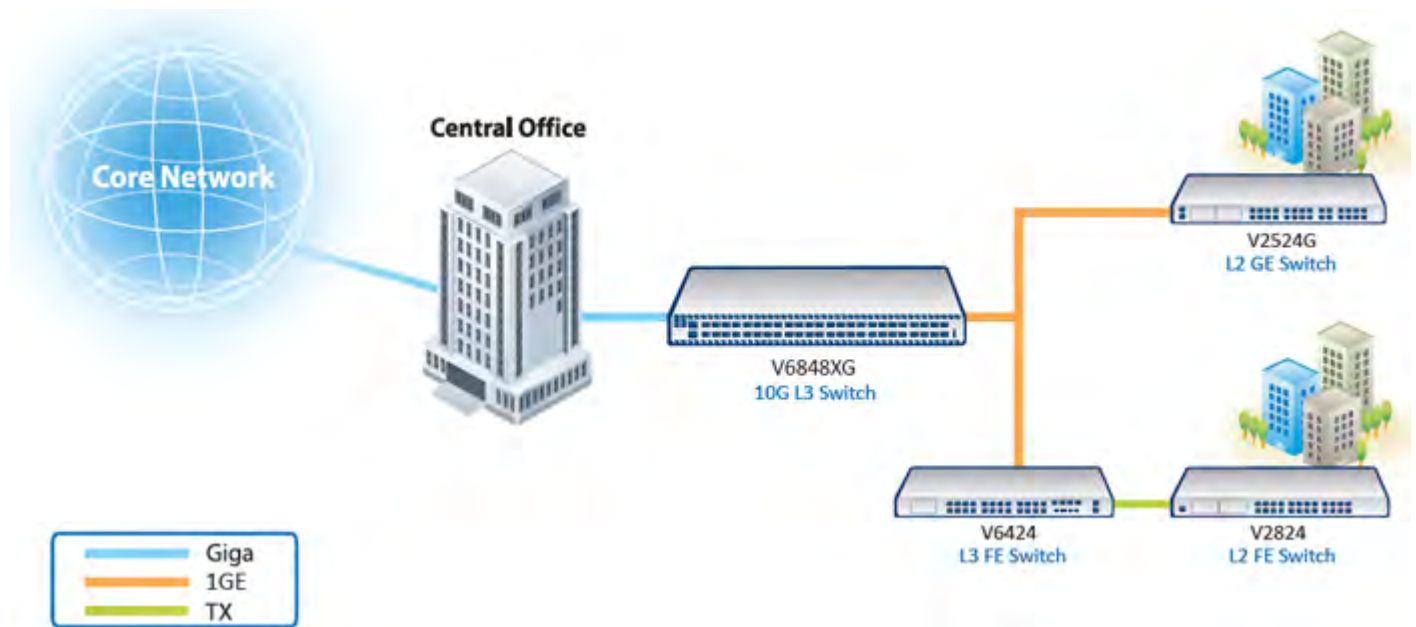 Core Network
Central Office
V6848XG
10G L3 Switch
V2524G
L2 GE Switch
V6424
L3 FE Switch
V2824
L2 FE Switch
Giga
1GE
TX